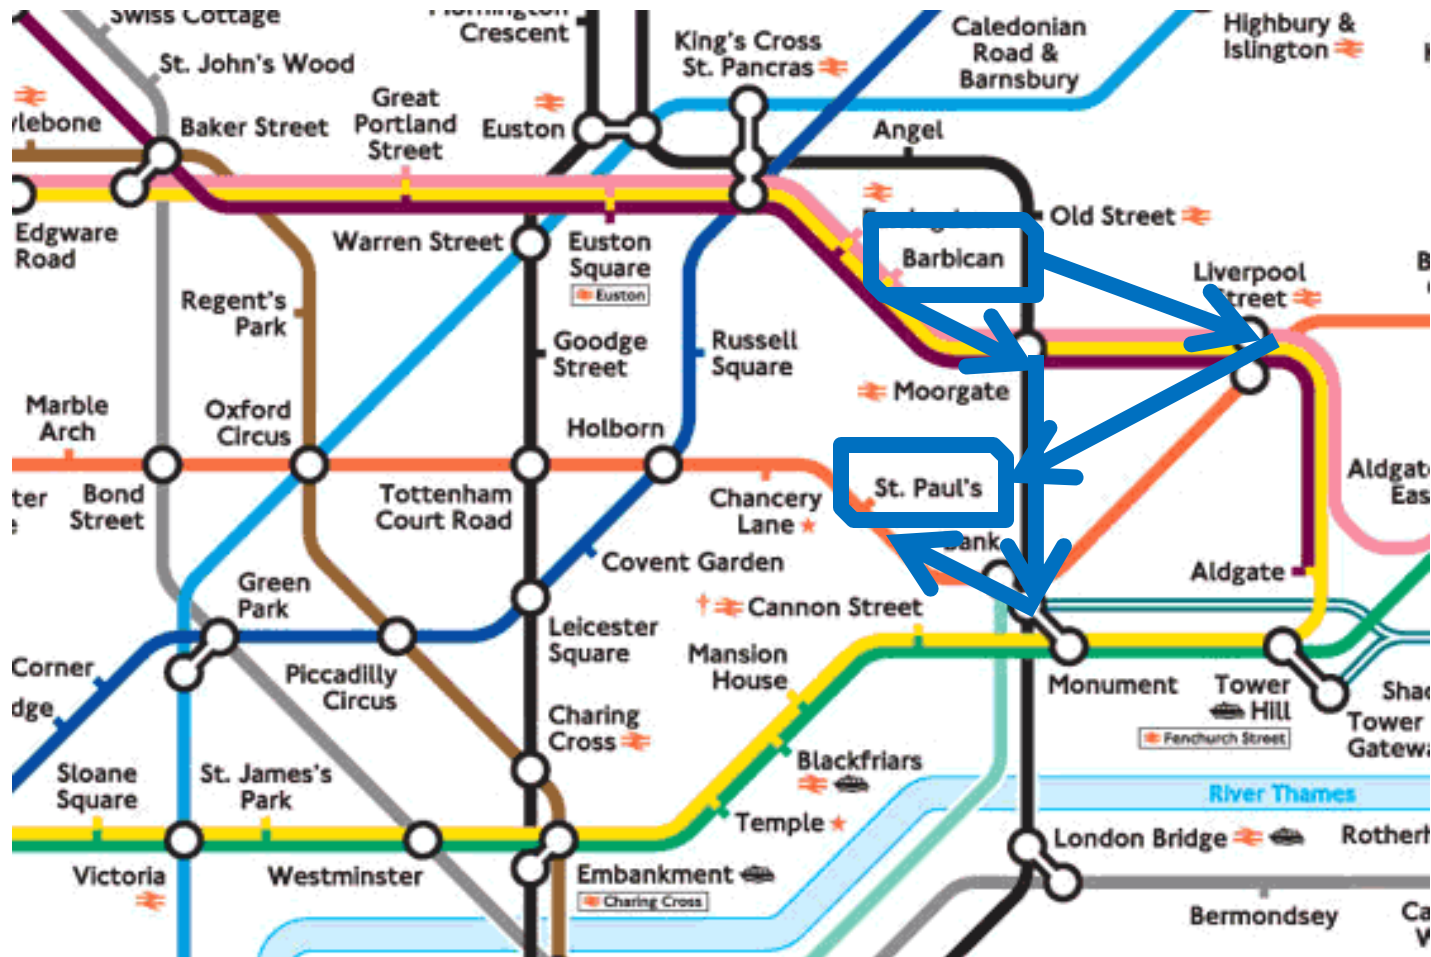 Swiss Cottage
St. John's Wood
Baker Street
Great
Portland
Street
Crescent
Euston
King's Cross
St. Pancras
Caledonian
Road &
Barnsbury
Highbury &
Islington
Angel
Old Street
Edgware
Road
Warren Street
Euston
Square
Euston
Barbican
Liverpool
Street
Regent's
Park
Goodge
Street
Russell
Square
Moorgate
Marble
Arch
Oxford
Circus
Holborn
Bond
Street
Tottenham
Court Road
Chancery
Lane
St. Paul's
Bank
Covent Garden
Aldgate
Green
Park
Cannon Street
Leicester
Square
Mansion
House
Corner
Piccadilly
Circus
Monument
Tower
Hill
Fenchurch Street
Tower
Charing
Cross
Sloane
Square
St. James's
Park
Blackfriars
River Thames
Temple
London Bridge
Victoria
Westminster
Embankment
Charing Cross
Bermondsey